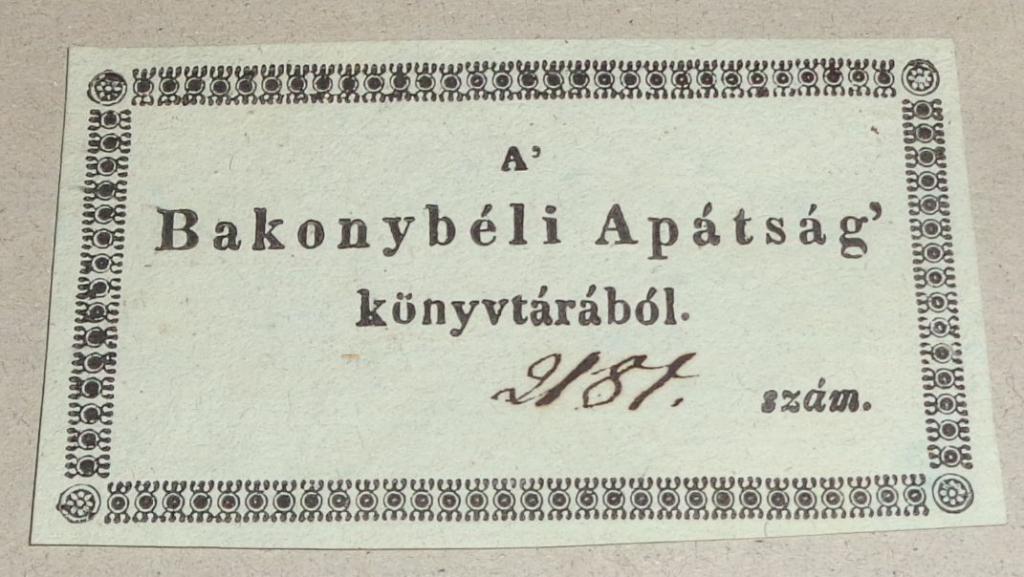 A’
Bakonybéli Apátság’
könyvtárából.
2181. szám.